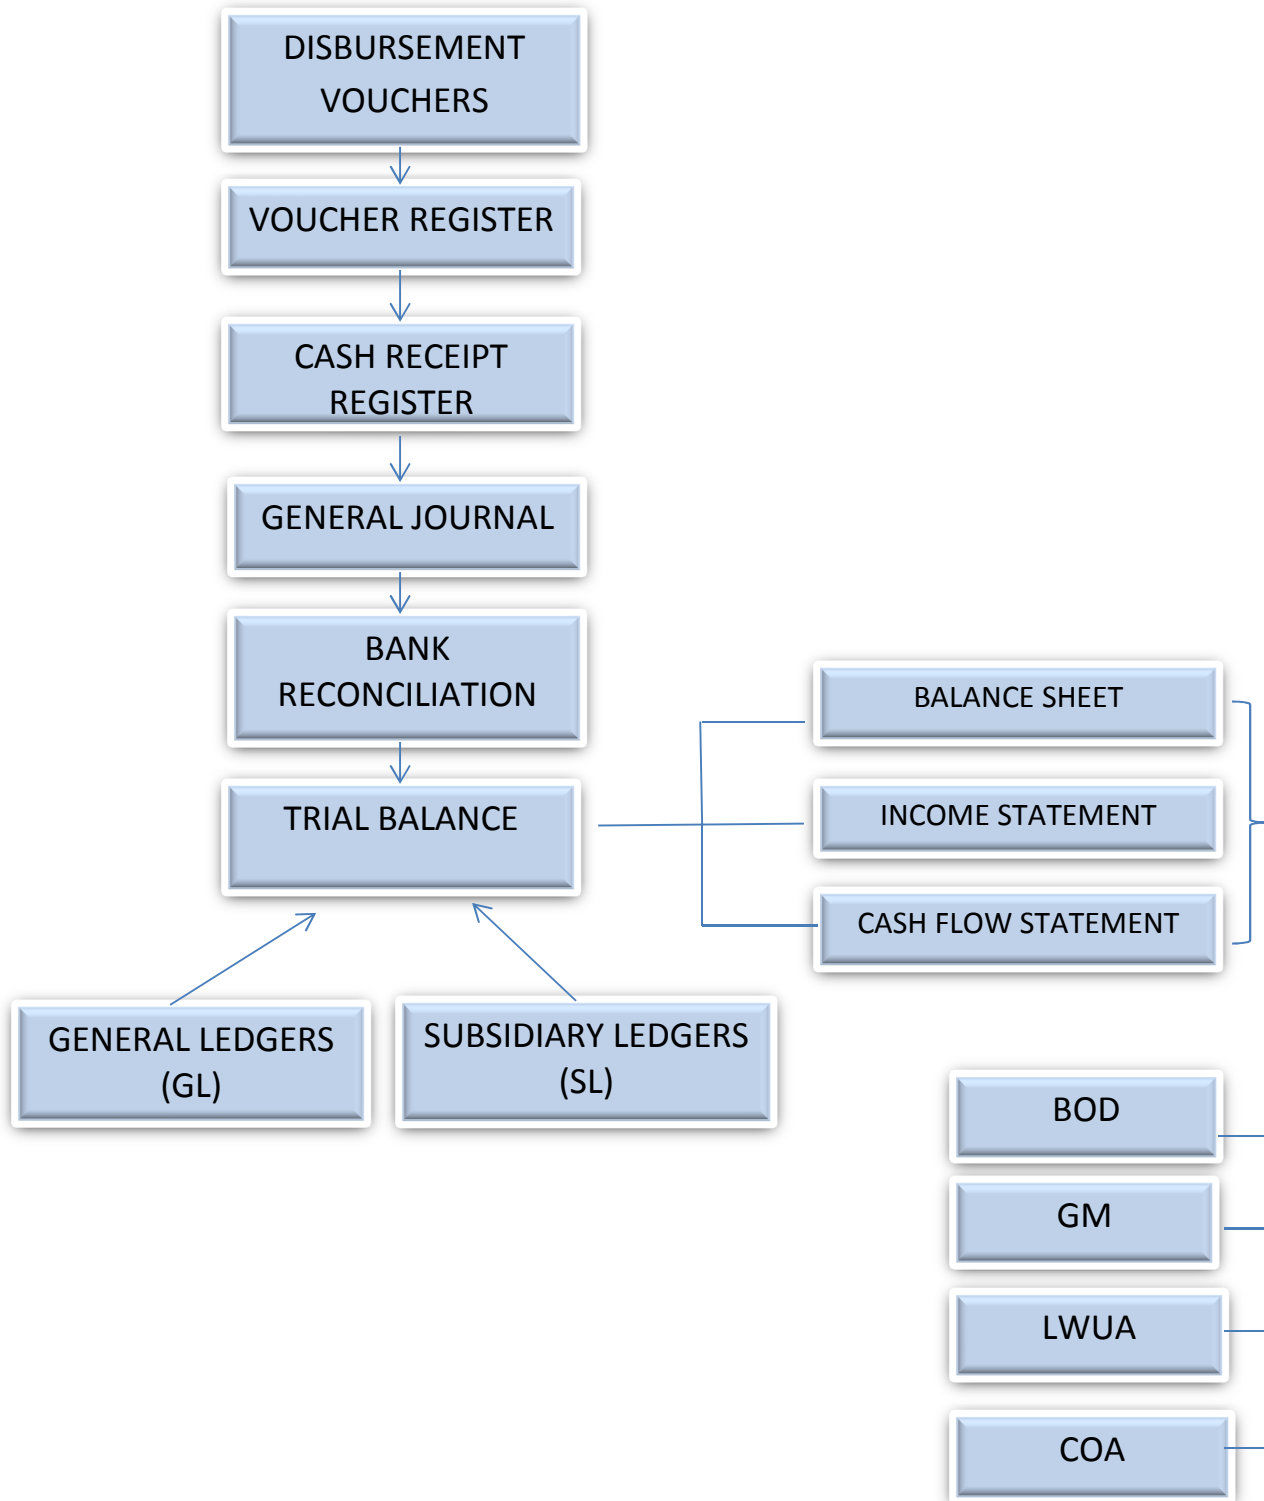 DISBURSEMENT
VOUCHERS
VOUCHER REGISTER
CASH RECEIPT
REGISTER
GENERAL JOURNAL
BANK
RECONCILIATION
TRIAL BALANCE
BALANCE SHEET
INCOME STATEMENT
CASH FLOW STATEMENT
GENERAL LEDGERS
(GL)
SUBSIDIARY LEDGERS
(SL)
BOD
GM
LWUA
COA